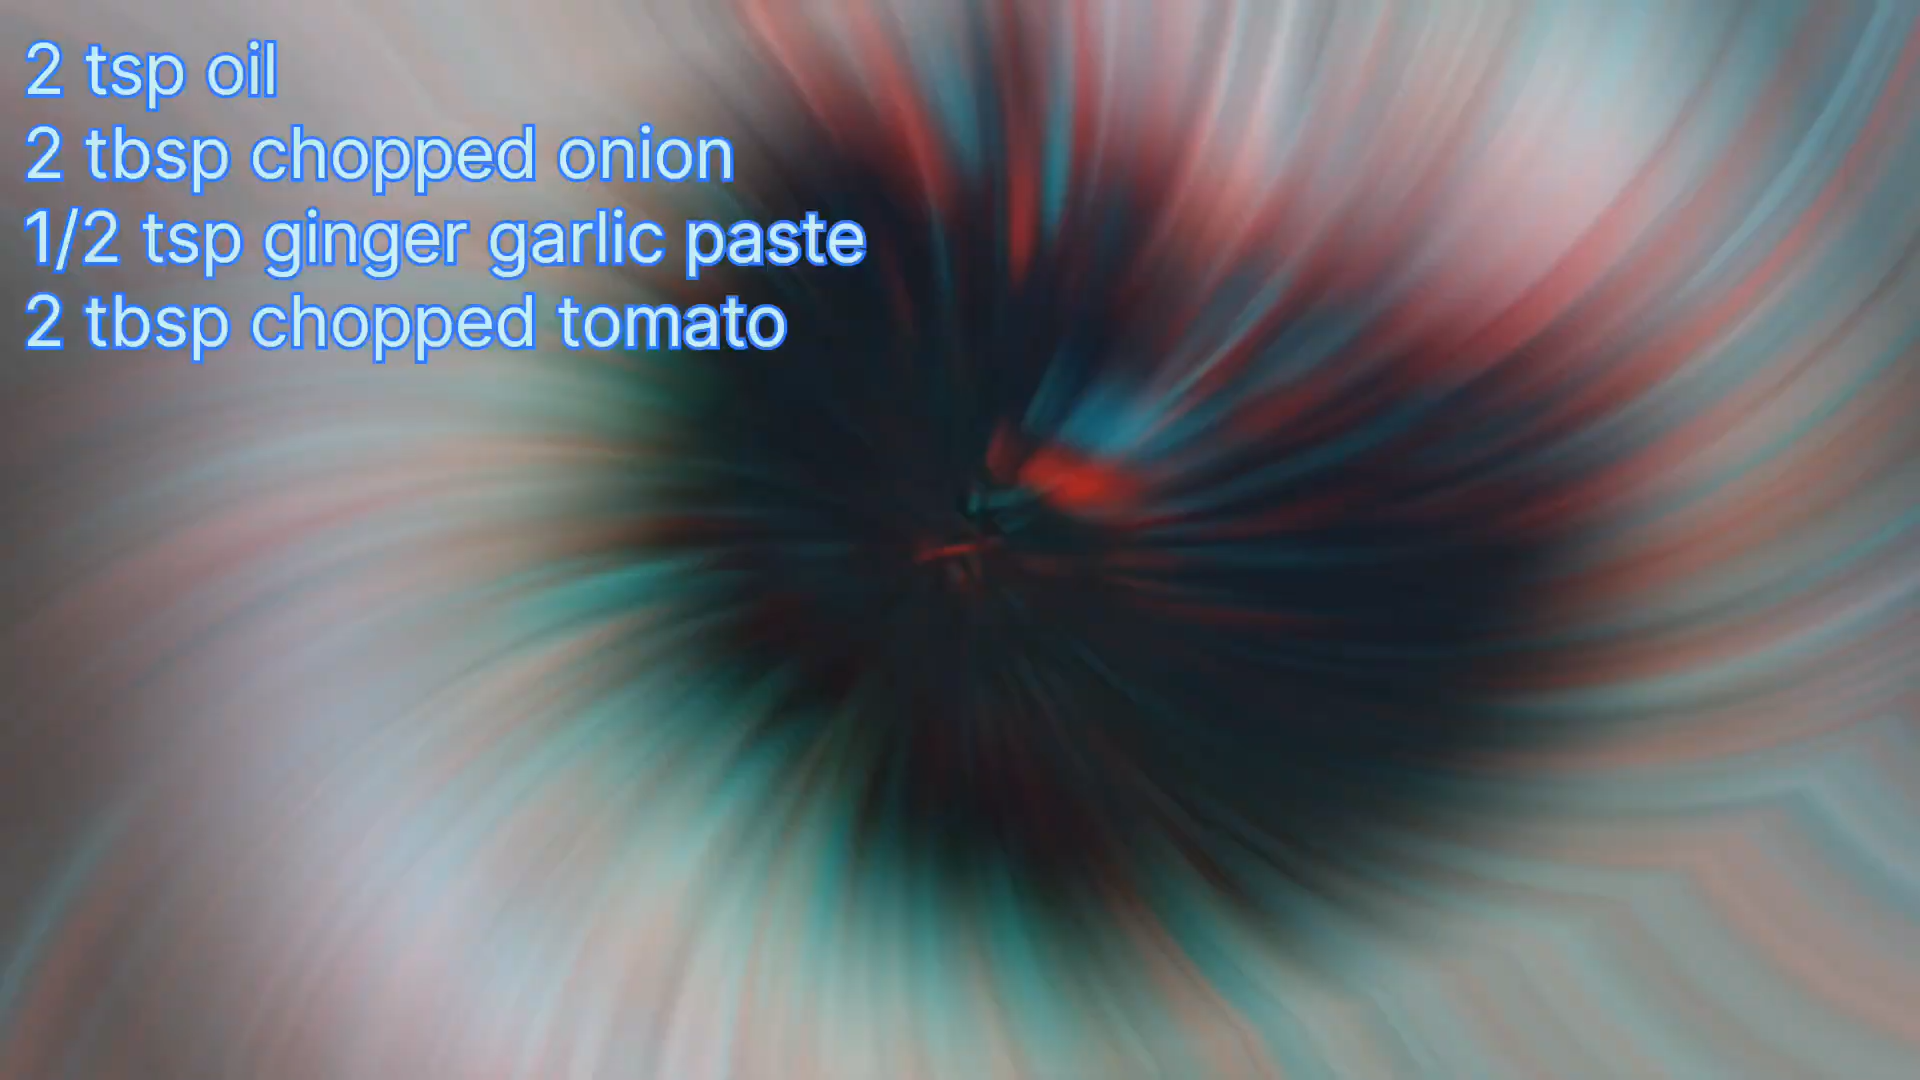 2 tsp oil
2 tbsp chopped onion
1/2 tsp ginger garlic paste
2 tbsp chopped tomato